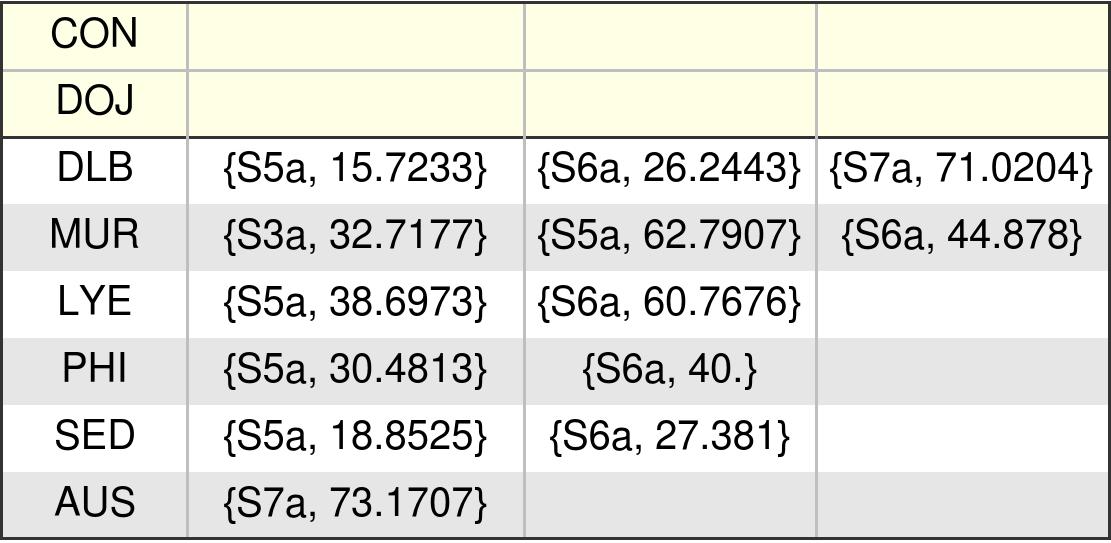 CON
DOJ
DLB {S5a, 15.7233} {S6a, 26.2443} {S7a, 71.0204}
MUR {S3a, 32.7177} {S5a, 62.7907} {S6a, 44.878}
LYE {S5a, 38.6973} {S6a, 60.7676}
PHI {S5a, 30.4813} {S6a, 40.}
SED {S5a, 18.8525} {S6a, 27.381}
AUS {S7a, 73.1707}